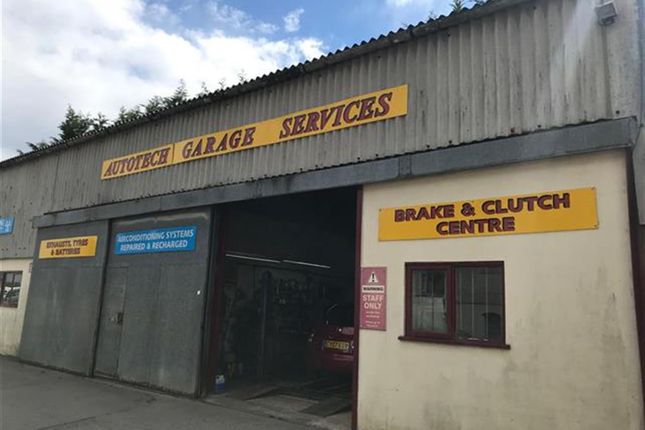 AUTOTECH GARAGE SERVICES
EXHAUSTS, TYRES
& BATTERIES
AIRCONDITIONING SYSTEMS
REPAIRED & RECHARGED
BRAKE & CLUTCH
CENTRE
WARNING
STAFF
ONLY